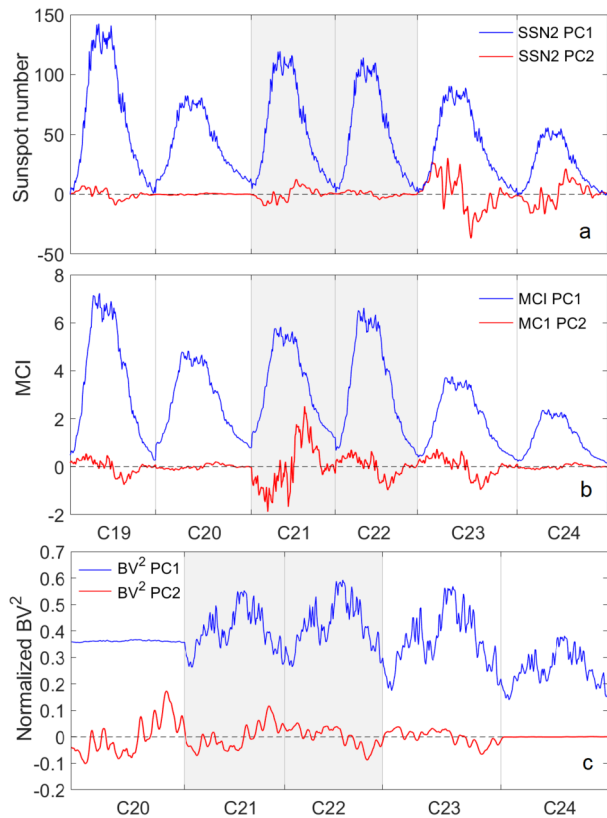 150
SSN2 PC1
SSN2 PC2
100
50
0
-50
Sunspot number
a
8
MCI PC1
MC1 PC2
6
4
2
0
-2
MCI
b
C19 C20 C21 C22 C23 C24
0.7
BV² PC1
BV² PC2
0.6
0.5
0.4
0.3
0.2
0.1
0
-0.1
-0.2
Normalized BV²
c
C20 C21 C22 C23 C24